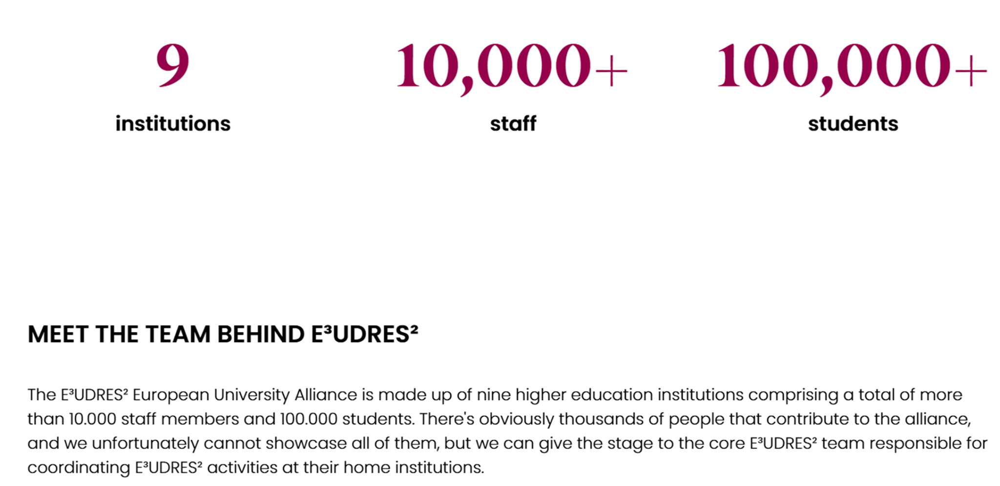 9
10,000+
100,000+
institutions
staff
students
MEET THE TEAM BEHIND E³UDRES²
The E³UDRES² European University Alliance is made up of nine higher education institutions comprising a total of more
than 10.000 staff members and 100.000 students. There's obviously thousands of people that contribute to the alliance,
and we unfortunately cannot showcase all of them, but we can give the stage to the core E³UDRES² team responsible for
coordinating E³UDRES² activities at their home institutions.